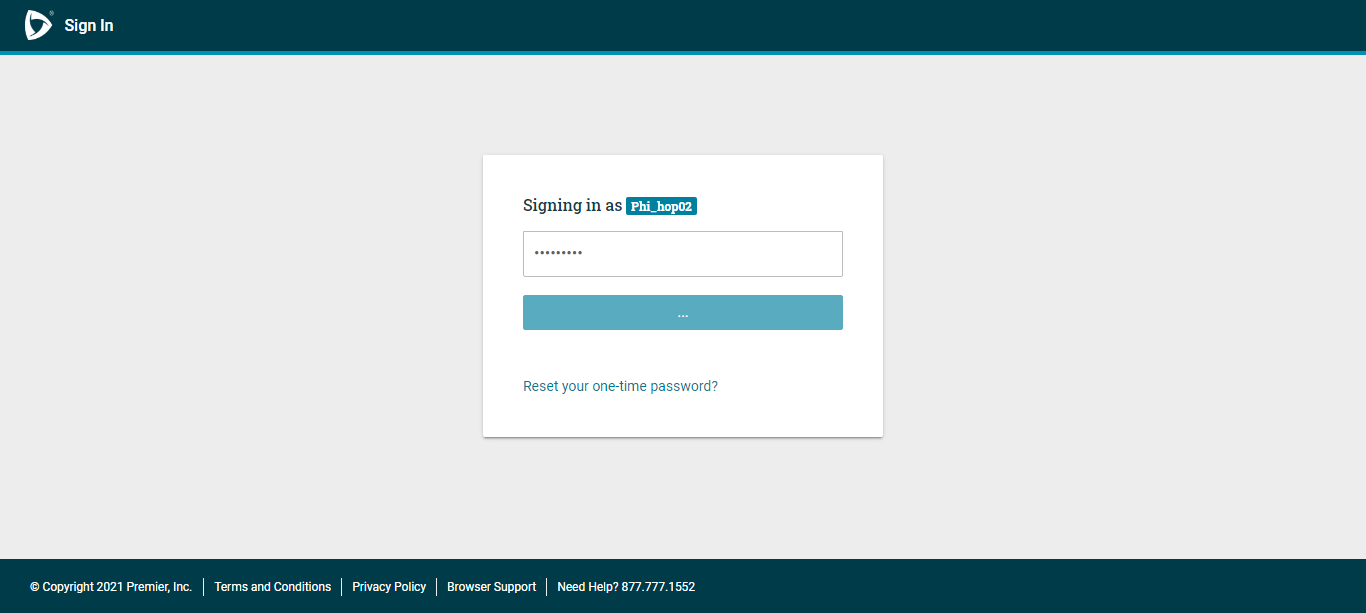 Sign In
Signing in as Phi_hop02
•••••••••
...
Reset your one-time password?
© Copyright 2021 Premier, Inc. Terms and Conditions Privacy Policy Browser Support Need Help? 877.777.1552